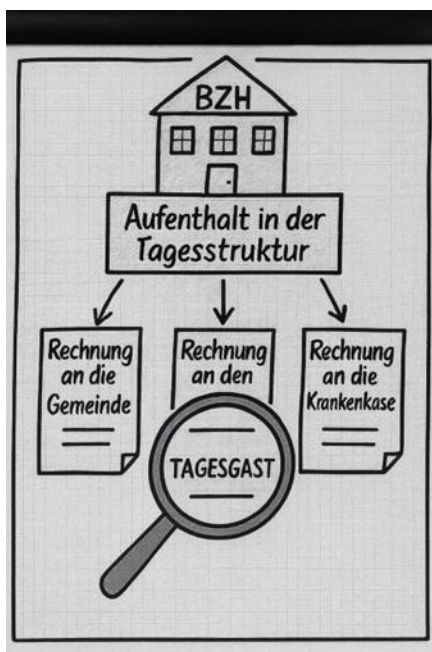 BZH
Aufenthalt in der
Tagesstruktur
Rechnung
an die
Gemeinde
Rechnung
an den
TAGESGAST
Rechnung
an die
Krankenkase